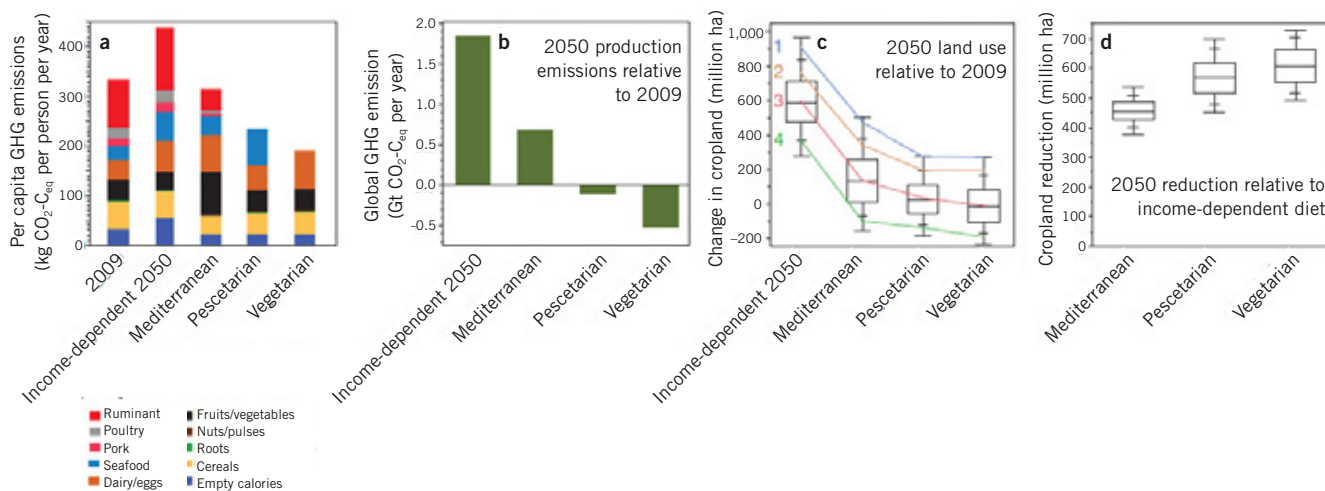 a
Per capita GHG emissions
(kg CO₂-Ceq per person per year)
400
300
200
100
0
2009
Income-dependent 2050
Mediterranean
Pescetarian
Vegetarian
Ruminant
Poultry
Pork
Seafood
Dairy/eggs
Fruits/vegetables
Nuts/pulses
Roots
Cereals
Empty calories
b
2050 production
emissions relative
to 2009
Global GHG emission
(Gt CO₂-Ceq per year)
2.0
1.5
1.0
0.5
0.0
−0.5
Income-dependent 2050
Mediterranean
Pescetarian
Vegetarian
c
2050 land use
relative to 2009
Change in cropland (million ha)
1,000
800
600
400
200
0
−200
1
2
3
4
Income-dependent 2050
Mediterranean
Pescetarian
Vegetarian
d
2050 reduction relative to
income-dependent diet
Cropland reduction (million ha)
700
600
500
400
300
200
100
0
Mediterranean
Pescetarian
Vegetarian